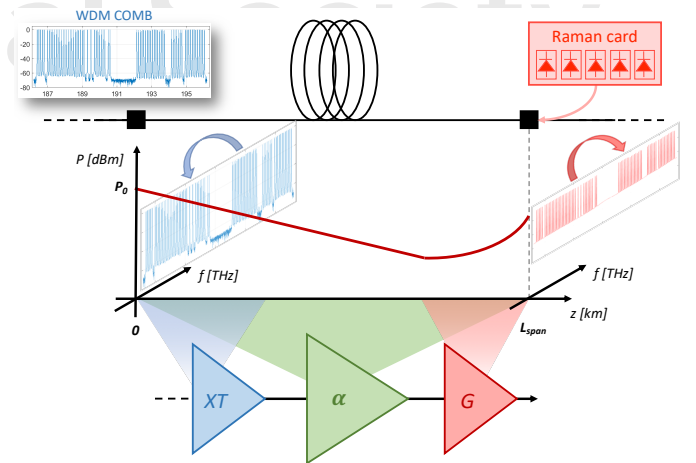 WDM COMB
0
-20
-40
-60
-80
187 189 191 193 195
Raman card
P [dBm]
P0
f [THz]
f [THz]
0
Lspan
z [km]
XT
α
G